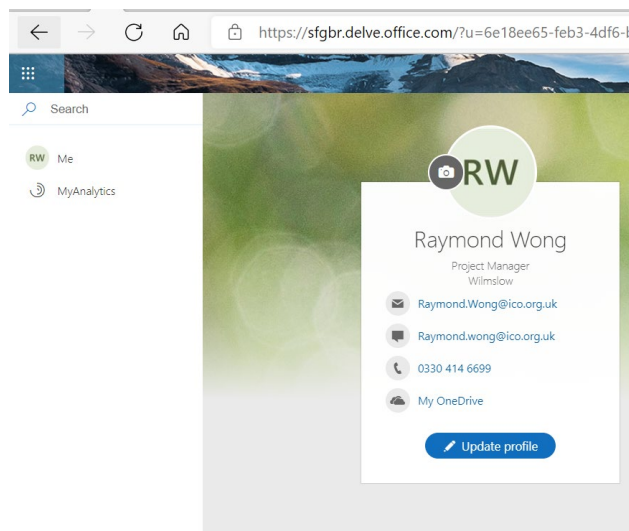 https://sfgbr.delve.office.com/?u=6e18ee65-feb3-4df6-
Search
RW Me
MyAnalytics
RW
Raymond Wong
Project Manager
Wilmslow
Raymond.Wong@ico.org.uk
Raymond.wong@ico.org.uk
0330 414 6699
My OneDrive
Update profile